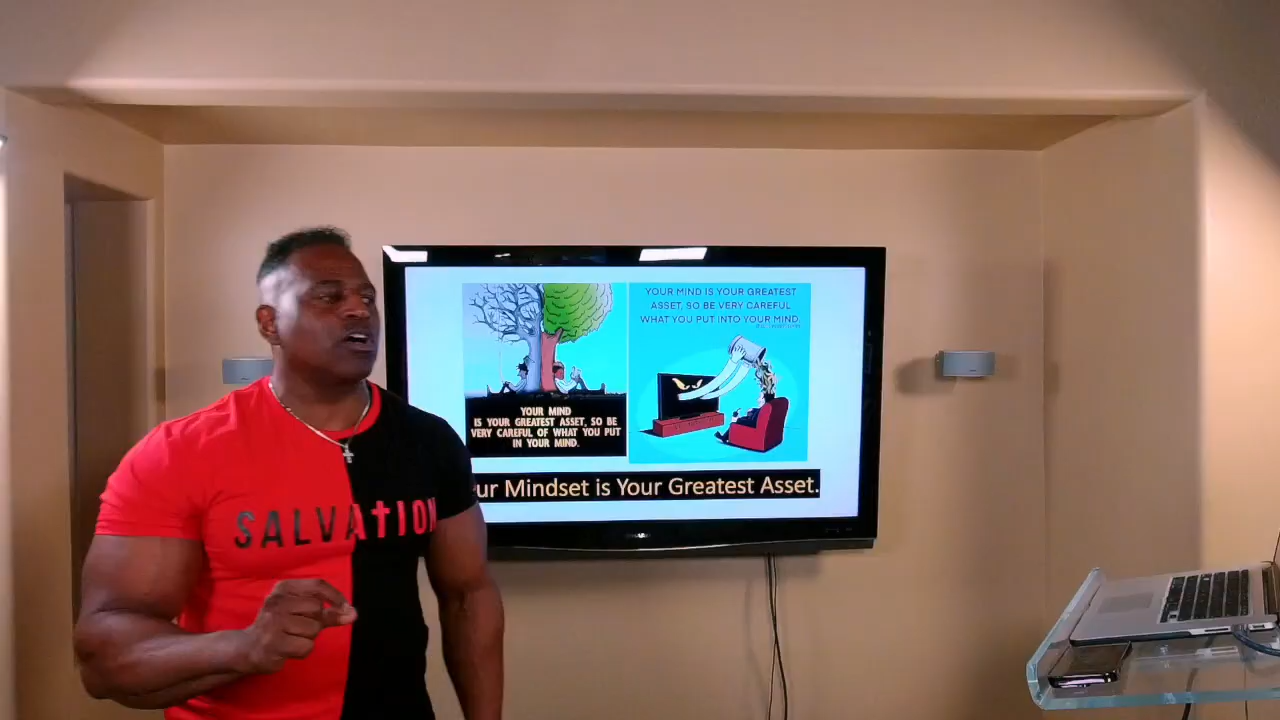 YOUR MIND IS YOUR GREATEST
ASSET, SO BE VERY CAREFUL
WHAT YOU PUT INTO YOUR MIND.
YOUR MIND
IS YOUR GREATEST ASSET, SO BE
VERY CAREFUL OF WHAT YOU PUT
IN YOUR MIND.
ur Mindset is Your Greatest Asset.
SALVATION